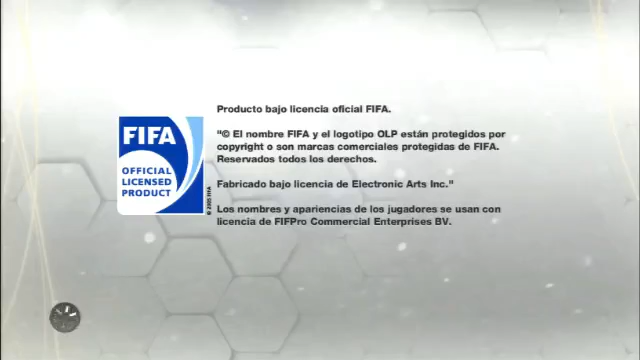 Producto bajo licencia oficial FIFA.
FIFA
"© El nombre FIFA y el logotipo OLP están protegidos por
copyright o son marcas comerciales protegidas de FIFA.
Reservados todos los derechos.
OFFICIAL
LICENSED
PRODUCT
Fabricado bajo licencia de Electronic Arts Inc."
Los nombres y apariencias de los jugadores se usan con
licencia de FIFPro Commercial Enterprises BV.